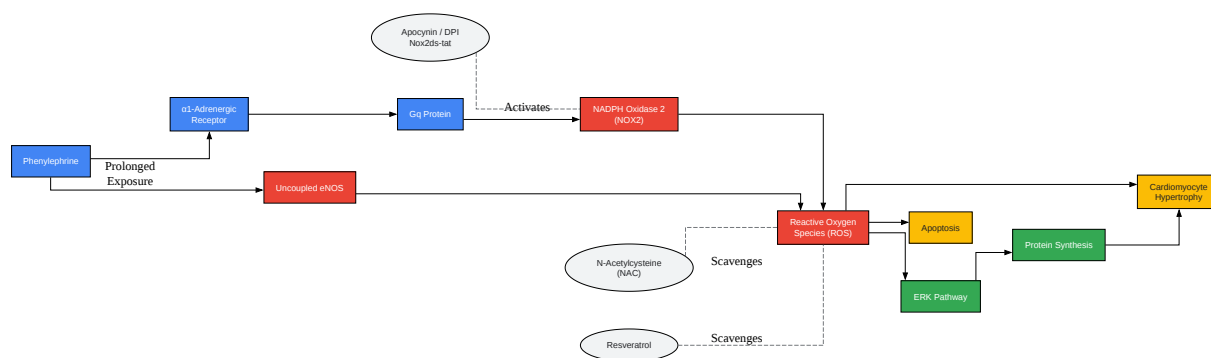 Apocynin / DPI
Nox2ds-tat
α1-Adrenergic
Receptor
Gq Protein
Activates
NADPH Oxidase 2
(NOX2)
Phenylephrine
Prolonged
Exposure
Uncoupled eNOS
Cardiomyocyte
Hypertrophy
Reactive Oxygen
Species (ROS)
Apoptosis
Protein Synthesis
N-Acetylcysteine
(NAC)
Scavenges
ERK Pathway
Resveratrol
Scavenges